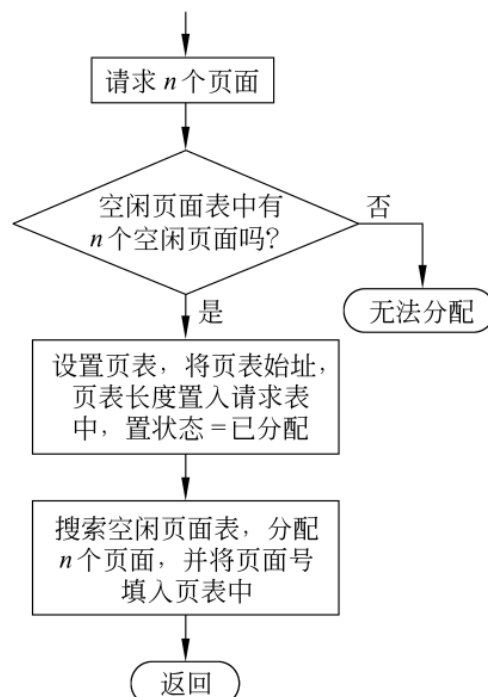 请求 n 个页面
空闲页面表中有
n个空闲页面吗?
否
无法分配
是
设置页表，将页表始址，
页表长度置入请求表
中，置状态=已分配
搜索空闲页面表，分配
n个页面，并将页面号
填入页表中
返回